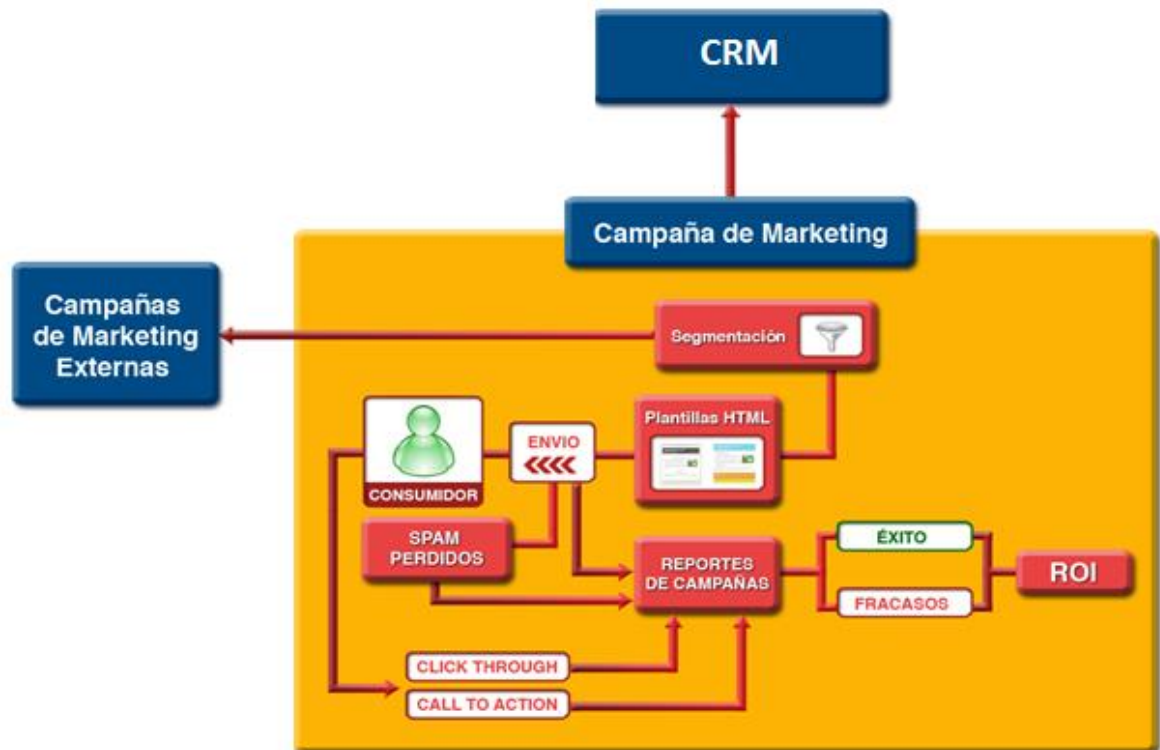 CRM
Campaña de Marketing
Campañas
de Marketing
Externas
Segmentación
Plantillas HTML
ENVIO
CONSUMIDOR
SPAM
PERDIDOS
REPORTES
DE CAMPAÑAS
ÉXITO
FRACASOS
ROI
CLICK THROUGH
CALL TO ACTION